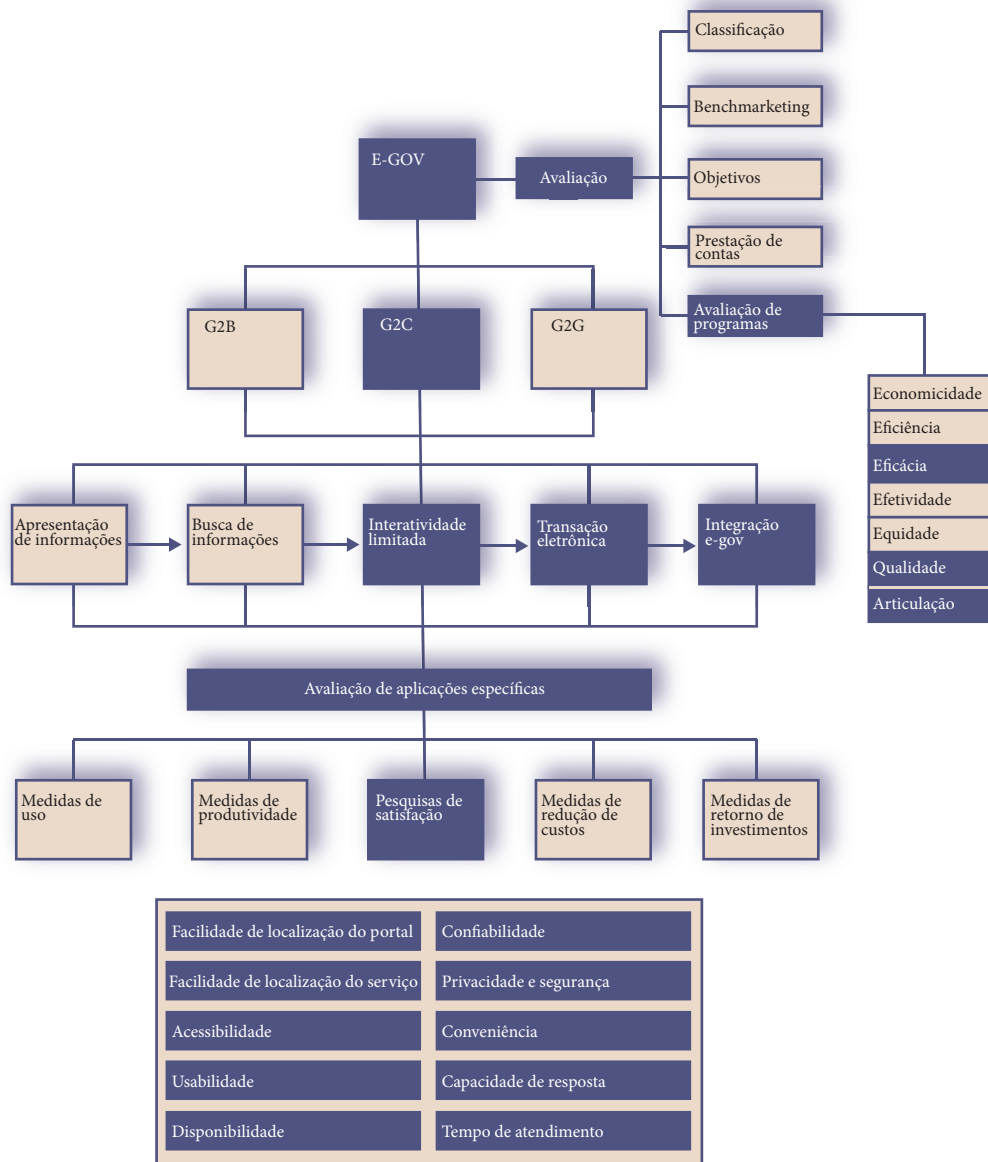 Classificação
Benchmarketing
E-GOV
Avaliação
Objetivos
Prestação de
contas
Avaliação de
programas
G2B
G2C
G2G
Economicidade
Eficiência
Eficácia
Efetividade
Equidade
Qualidade
Articulação
Apresentação
de informações
Busca de
informações
Interatividade
limitada
Transação
eletrônica
Integração
e-gov
Avaliação de aplicações específicas
Medidas de
uso
Medidas de
produtividade
Pesquisas de
satisfação
Medidas de
redução de
custos
Medidas de
retorno de
investimentos
Facilidade de localização do portal
Confiabilidade
Facilidade de localização do serviço
Privacidade e segurança
Acessibilidade
Conveniência
Usabilidade
Capacidade de resposta
Disponibilidade
Tempo de atendimento